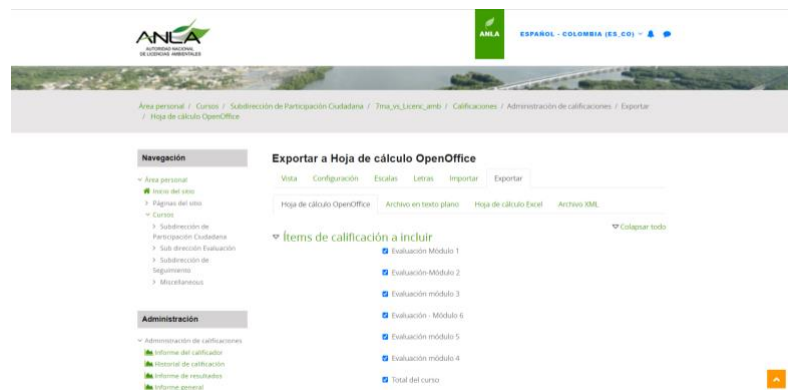 ANLA
AUTORIDAD NACIONAL
DE LICENCIAS AMBIENTALES
ANLA
ESPAÑOL - COLOMBIA (ES_CO)
Área personal / Cursos / Subdirección de Participación Ciudadana / 7ma_vs_Licenc_amb / Calificaciones / Administración de calificaciones / Exportar
/ Hoja de cálculo OpenOffice
Navegación
Área personal
Inicio del sitio
Páginas del sitio
Cursos
Subdirección de
Participación Ciudadana
Sub dirección Evaluación
Subdirección de
Seguimiento
Miscellaneous
Administración
Administración de calificaciones
Informe del calificador
Historial de calificación
Informe de resultados
Informe general
Exportar a Hoja de cálculo OpenOffice
Vista Configuración Escalas Letras Importar Exportar
Hoja de cálculo OpenOffice Archivo en texto plano Hoja de cálculo Excel Archivo XML
Colapsar todo
Ítems de calificación a incluir
Evaluación Módulo 1
Evaluación-Módulo 2
Evaluación módulo 3
Evaluación - Módulo 6
Evaluación módulo 5
Evaluación módulo 4
Total del curso